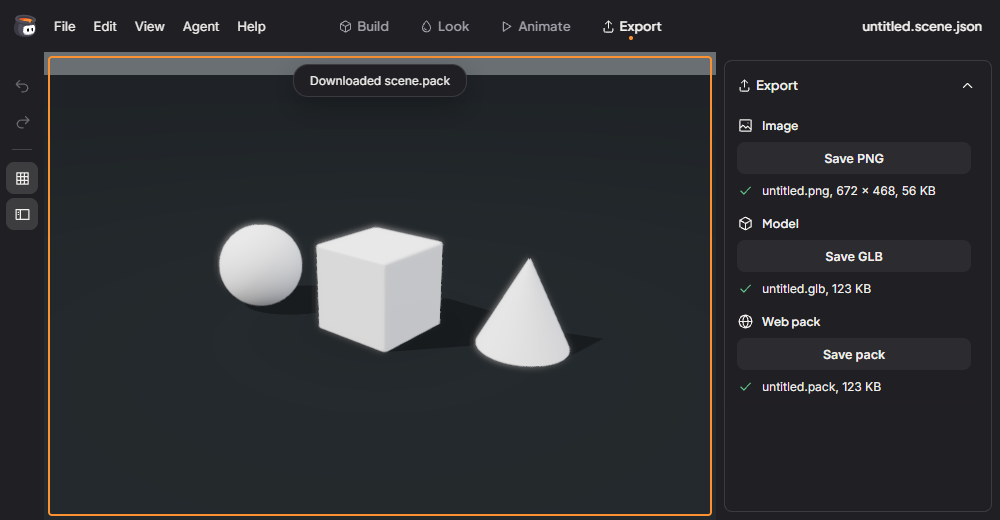 File Edit View Agent Help Build Look Animate Export untitled.scene.json
Downloaded scene.pack
Export
Image
Save PNG
untitled.png, 672 × 468, 56 KB
Model
Save GLB
untitled.glb, 123 KB
Web pack
Save pack
untitled.pack, 123 KB